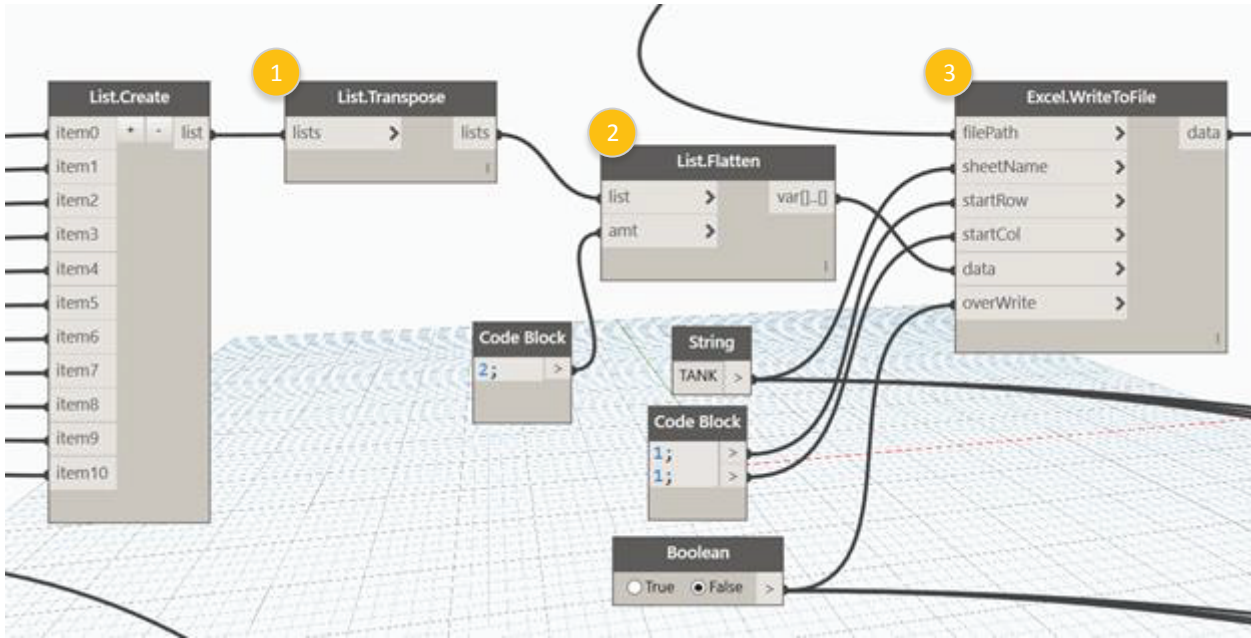 1
List.Create
item0
+
-
list
item1
item2
item3
item4
item5
item6
item7
item8
item9
item10
List.Transpose
lists
>
lists
l
2
List.Flatten
list
>
var[]..[]
amt
>
l
Code Block
2;
>
String
TANK
>
Code Block
1;
>
1;
>
Boolean
True
False
>
3
Excel.WriteToFile
filePath
>
data
sheetName
>
startRow
>
startCol
>
data
>
overWrite
>
l